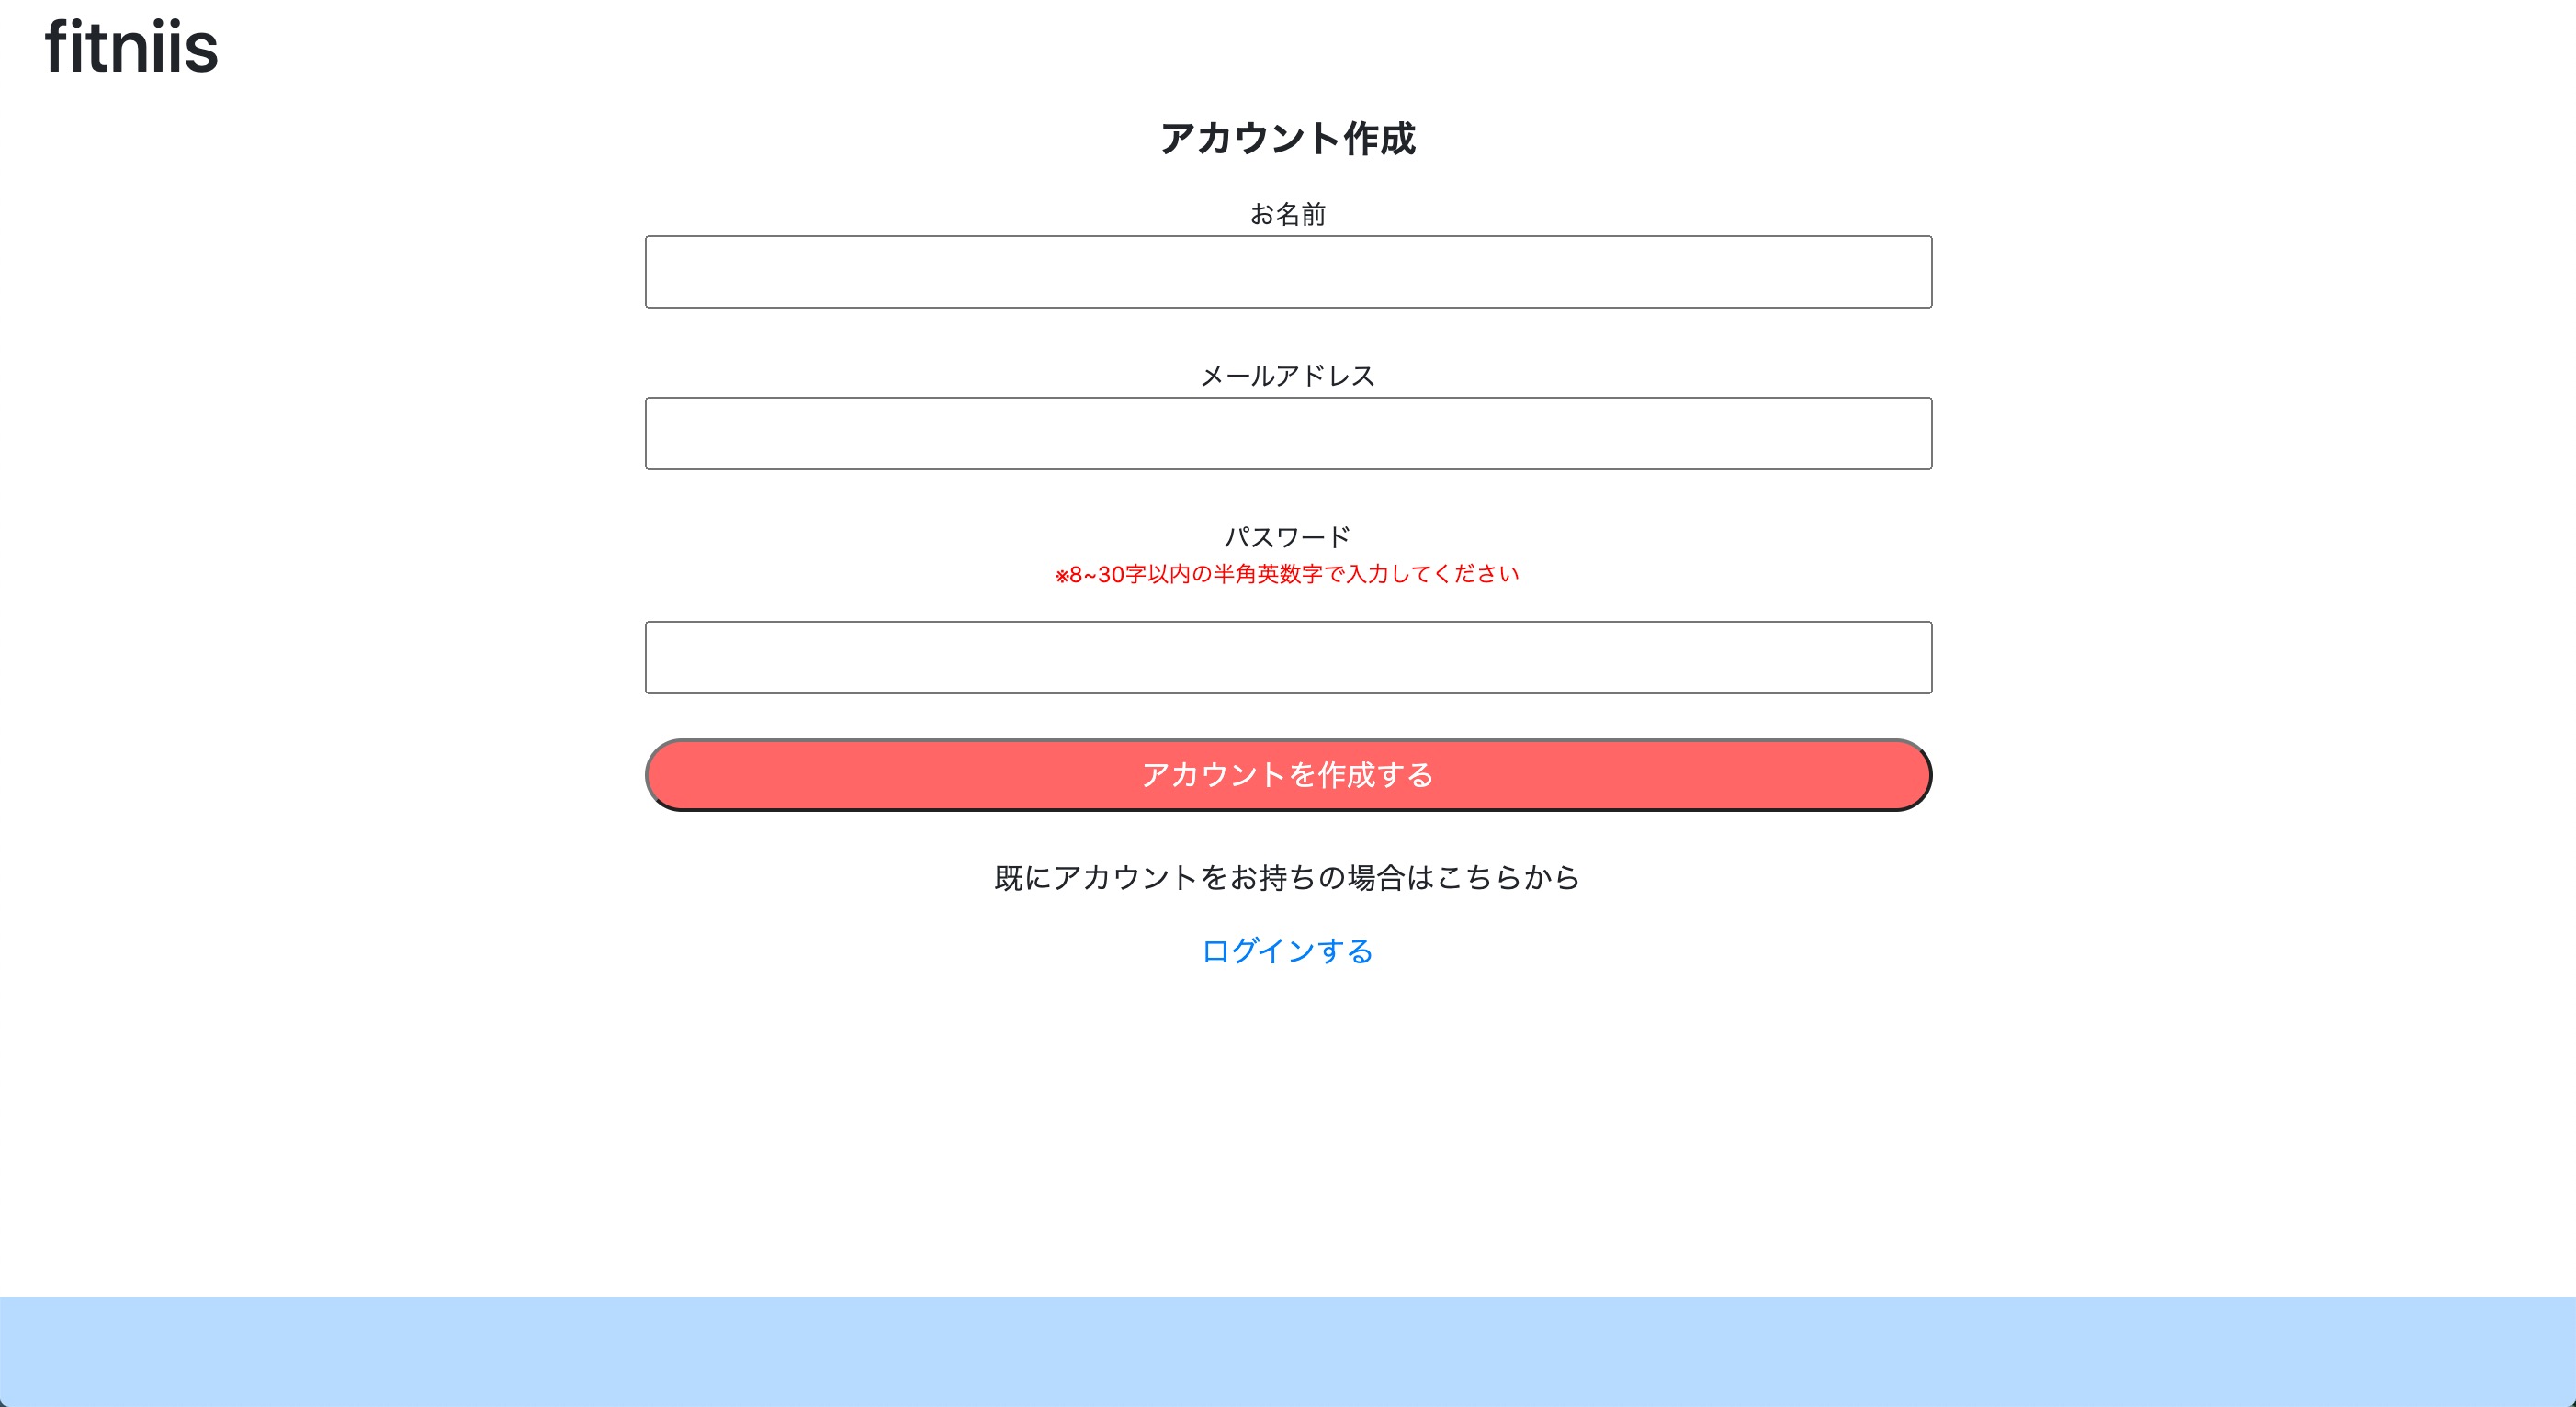 fitniis
アカウント作成
お名前
メールアドレス
パスワード
※8~30字以内の半角英数字で入力してください
アカウントを作成する
既にアカウントをお持ちの場合はこちらから
ログインする